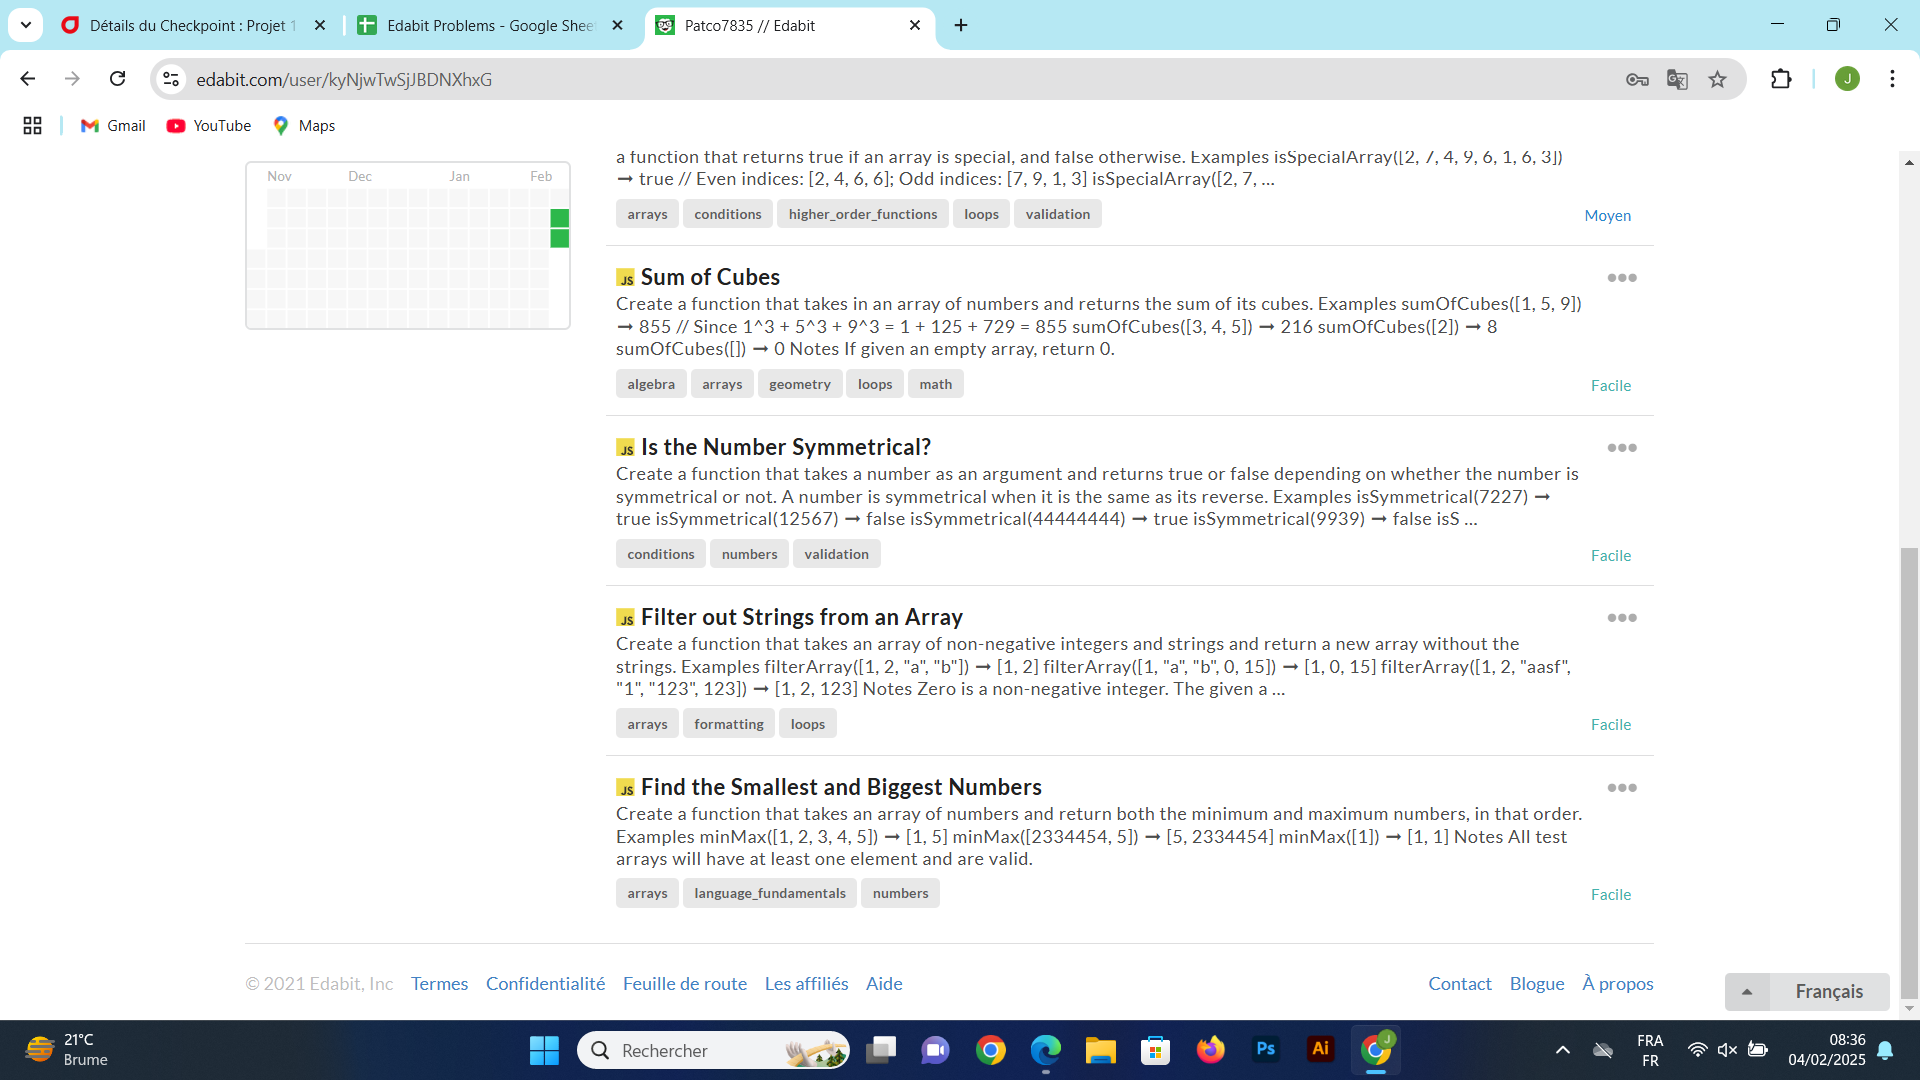 Détails du Checkpoint : Projet 1
Edabit Problems - Google Shee
Patco7835 // Edabit
edabit.com/user/kyNjwTwSjJBDNXhxG
J
Gmail
YouTube
Maps
Nov Dec Jan Feb
a function that returns true if an array is special, and false otherwise. Examples isSpecialArray([2, 7, 4, 9, 6, 1, 6, 3])
➞ true // Even indices: [2, 4, 6, 6]; Odd indices: [7, 9, 1, 3] isSpecialArray([2, 7, ...
arrays conditions higher_order_functions loops validation
Moyen
JS Sum of Cubes
Create a function that takes in an array of numbers and returns the sum of its cubes. Examples sumOfCubes([1, 5, 9])
➞ 855 // Since 1^3 + 5^3 + 9^3 = 1 + 125 + 729 = 855 sumOfCubes([3, 4, 5]) ➞ 216 sumOfCubes([2]) ➞ 8
sumOfCubes([]) ➞ 0 Notes If given an empty array, return 0.
algebra arrays geometry loops math
Facile
JS Is the Number Symmetrical?
Create a function that takes a number as an argument and returns true or false depending on whether the number is
symmetrical or not. A number is symmetrical when it is the same as its reverse. Examples isSymmetrical(7227) ➞
true isSymmetrical(12567) ➞ false isSymmetrical(44444444) ➞ true isSymmetrical(9939) ➞ false isS ...
conditions numbers validation
Facile
JS Filter out Strings from an Array
Create a function that takes an array of non-negative integers and strings and return a new array without the
strings. Examples filterArray([1, 2, "a", "b"]) ➞ [1, 2] filterArray([1, "a", "b", 0, 15]) ➞ [1, 0, 15] filterArray([1, 2, "aasf",
"1", "123", 123]) ➞ [1, 2, 123] Notes Zero is a non-negative integer. The given a ...
arrays formatting loops
Facile
JS Find the Smallest and Biggest Numbers
Create a function that takes an array of numbers and return both the minimum and maximum numbers, in that order.
Examples minMax([1, 2, 3, 4, 5]) ➞ [1, 5] minMax([2334454, 5]) ➞ [5, 2334454] minMax([1]) ➞ [1, 1] Notes All test
arrays will have at least one element and are valid.
arrays language_fundamentals numbers
Facile
© 2021 Edabit, Inc Termes Confidentialité Feuille de route Les affiliés Aide
Contact Blogue À propos
Français
21°C
Brume
Rechercher
Ps
Ai
J
FRA
FR
08:36
04/02/2025